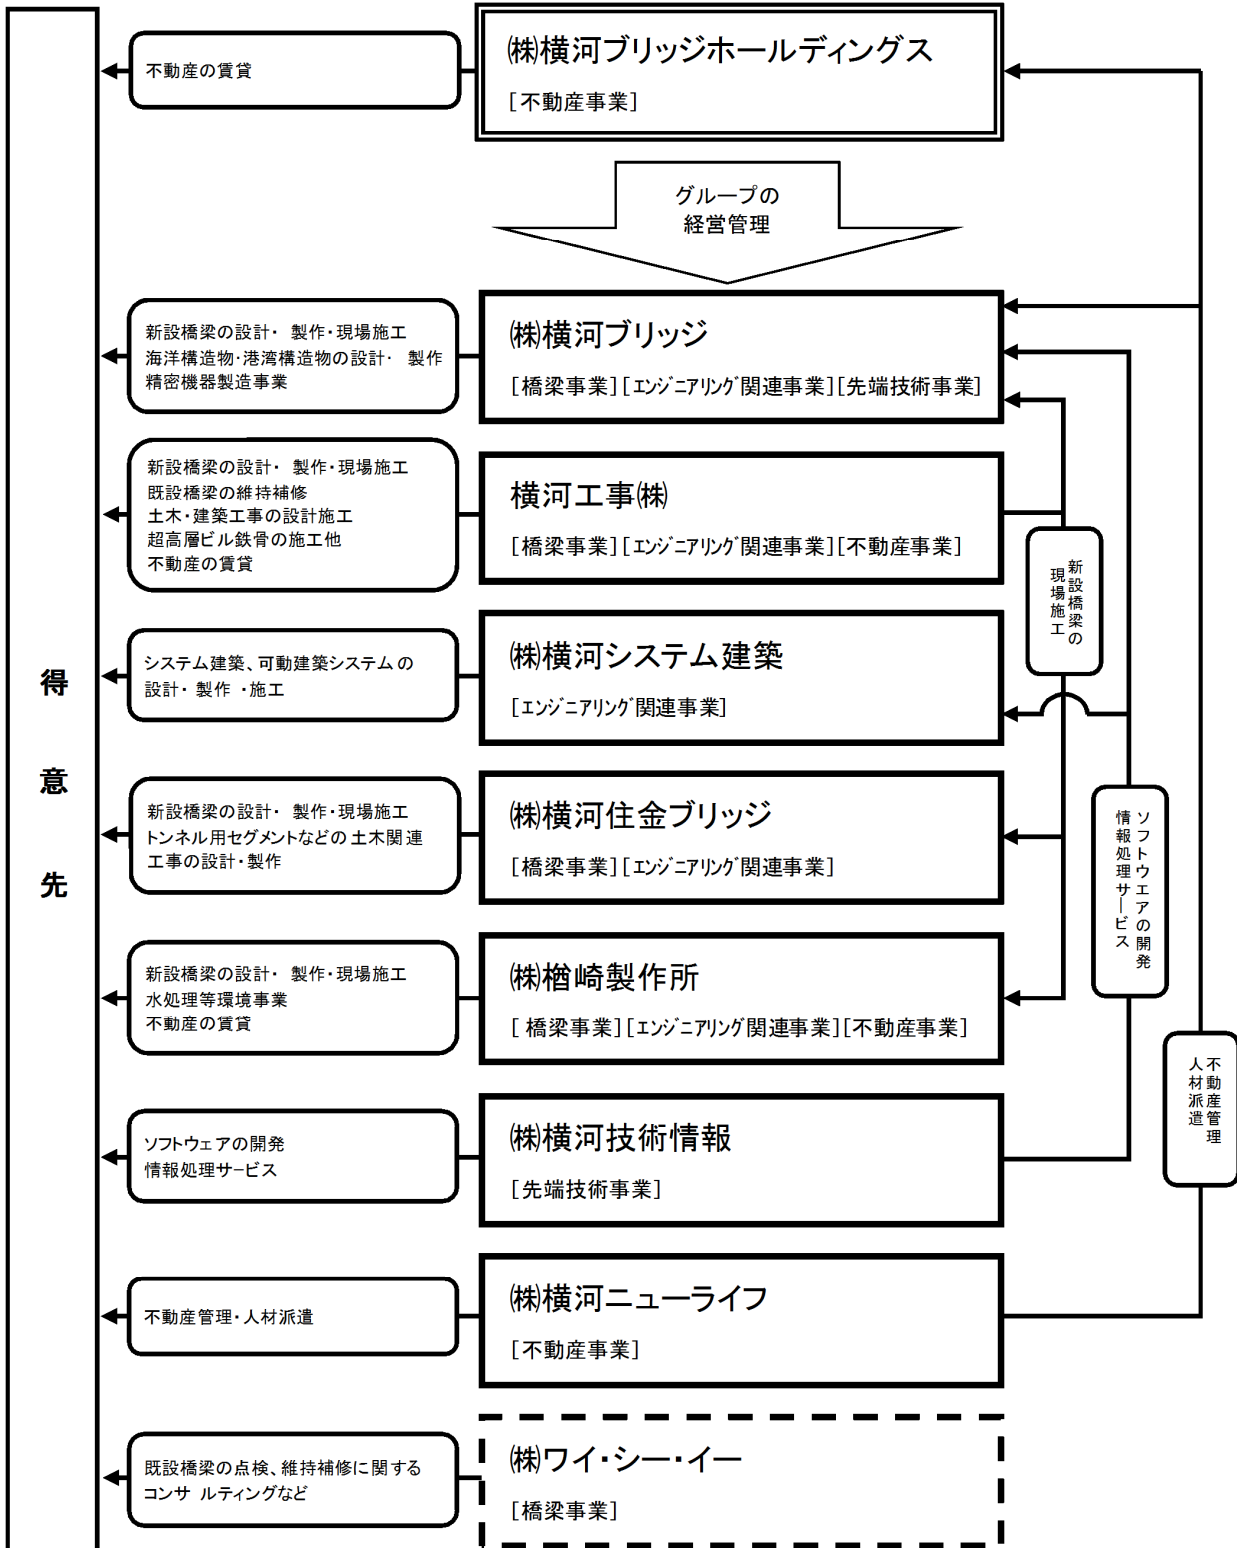 不動産の賃貸
㈱横河ブリッジホールディングス
[不動産事業]
グループの
経営管理
新設橋梁の設計・ 製作・現場施工
海洋構造物・港湾構造物の設計・ 製作
精密機器製造事業
㈱横河ブリッジ
[橋梁事業][エンジニアリング関連事業][先端技術事業]
新設橋梁の設計・ 製作・現場施工
既設橋梁の維持補修
土木・建築工事の設計施工
超高層ビル鉄骨の施工他
不動産の賃貸
横河工事㈱
[橋梁事業][エンジニアリング関連事業][不動産事業]
新設橋梁の
現場施工
システム建築、可動建築システムの
設計・ 製作 ・施工
㈱横河システム建築
[エンジニアリング関連事業]
得意先
新設橋梁の設計・ 製作・現場施工
トンネル用セグメントなどの土木関連
工事の設計・製作
㈱横河住金ブリッジ
[橋梁事業][エンジニアリング関連事業]
ソフトウエアの開発
情報処理サービス
新設橋梁の設計・ 製作・現場施工
水処理等環境事業
不動産の賃貸
㈱楢崎製作所
[ 橋梁事業][エンジニアリング関連事業][不動産事業]
不動産管理
人材派遣
ソフトウェアの開発
情報処理サービス
㈱横河技術情報
[先端技術事業]
不動産管理・人材派遣
㈱横河ニューライフ
[不動産事業]
既設橋梁の点検、維持補修に関する
コンサ ルティングなど
㈱ワイ・シー・イー
[橋梁事業]